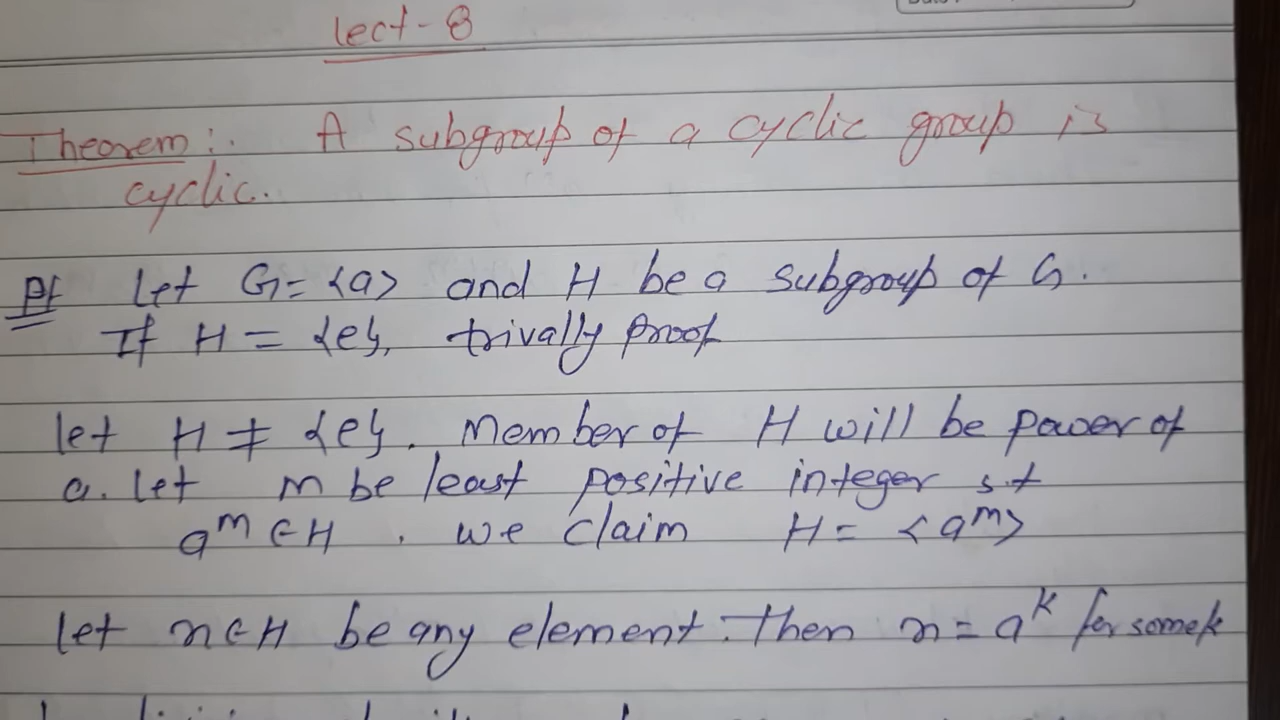 Lect - 8
Theorem :. A subgroup of a cyclic group is
cyclic.
Pf Let G = <a> and H be a subgroup of G.
If H = {e}, trivally proof
let H ≠ {e}. Member of H will be power of
a. Let m be least positive integer s.t
a^m ∈ H . we claim H = <a^m>
Let x ∈ H be any element. Then x = a^k for some k